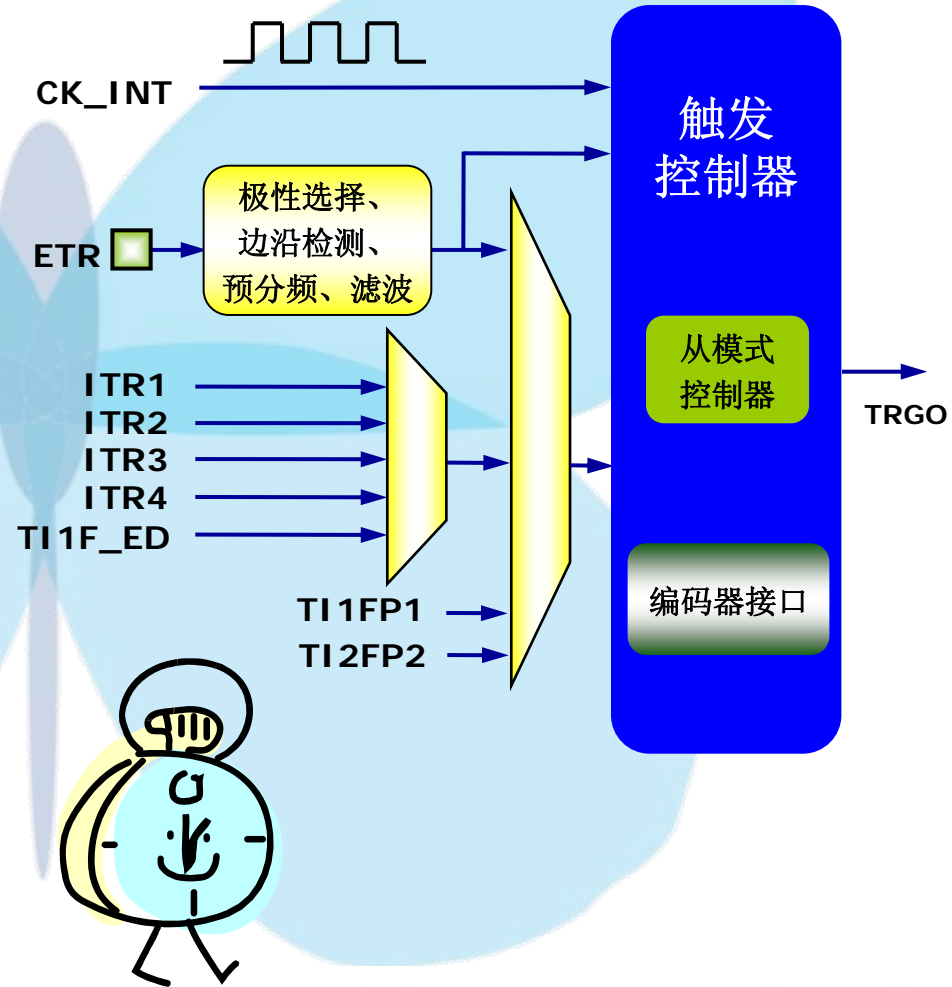 CK_INT
触发
控制器
ETR
极性选择、
边沿检测、
预分频、滤波
ITR1
ITR2
ITR3
ITR4
TI1F_ED
从模式
控制器
TRGO
TI1FP1
TI2FP2
编码器接口